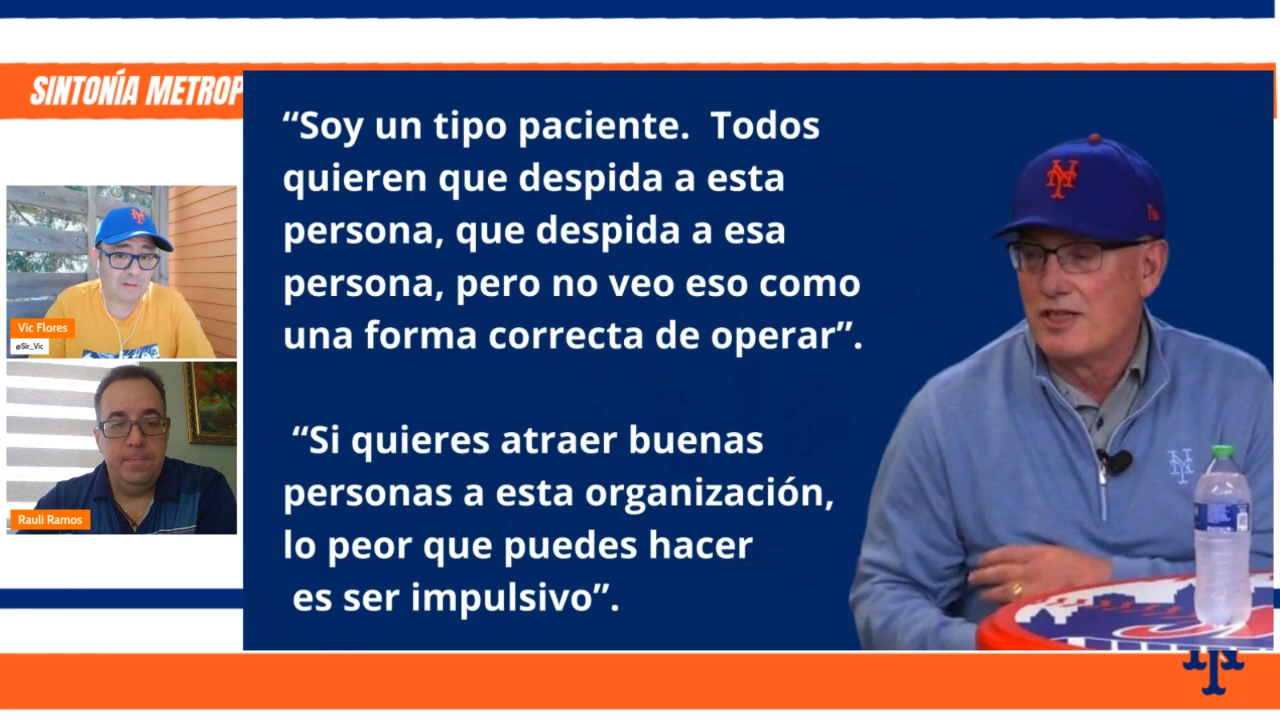 SINTONÍA METROP
“Soy un tipo paciente. Todos
quieren que despida a esta
persona, que despida a esa
persona, pero no veo eso como
una forma correcta de operar”.
“Si quieres atraer buenas
personas a esta organización,
lo peor que puedes hacer
es ser impulsivo”.
Vic Flores
@Sir_Vic
Rauli Ramos